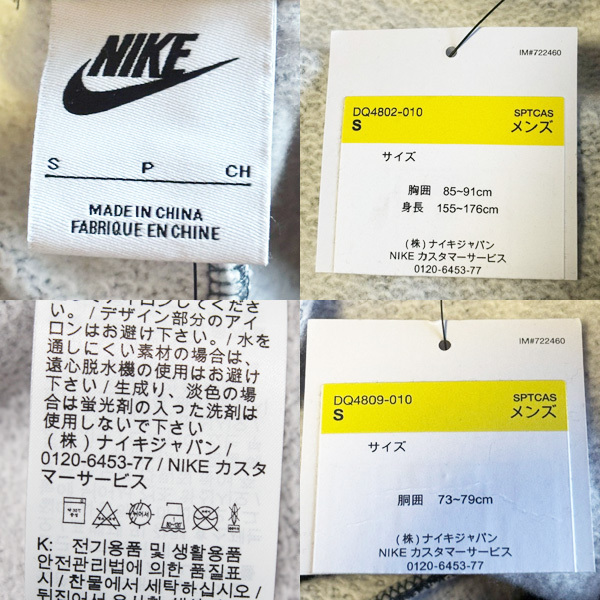 NIKE
S P CH
MADE IN CHINA
FABRIQUE EN CHINE
IM#722460
DQ4802-010 SPTCAS
S メンズ
サイズ
胸囲 85~91cm
身長 155~176cm
(株)ナイキジャパン
NIKE カスタマーサービス
0120-6453-77
い。/デザイン部分のアイ
ロンはお避け下さい。/水を
通しにくい素材の場合は、
遠心脱水機の使用はお避け
下さい/生成り、淡色の場
合は蛍光剤の入った洗剤は
使用しないで下さい
(株)ナイキジャパン/
0120-6453-77/NIKE カスタ
マーサービス
K: 전기용품 및 생활용품
안전관리법에 의한 품질표
시/찬물에서 세탁하십시오/
IM#722460
DQ4809-010 SPTCAS
S メンズ
サイズ
胴囲 73~79cm
(株)ナイキジャパン
NIKE カスタマーサービス
0120-6453-77